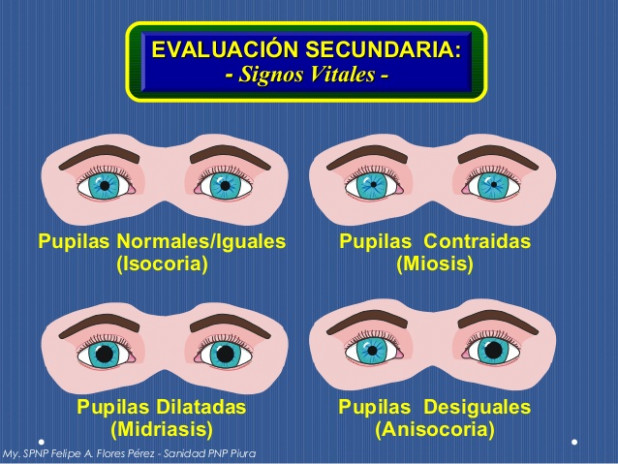 EVALUACIÓN SECUNDARIA:
- Signos Vitales -
Pupilas Normales/Iguales
(Isocoria)
Pupilas Contraidas
(Miosis)
Pupilas Dilatadas
(Midriasis)
Pupilas Desiguales
(Anisocoria)
My. SPNP Felipe A. Flores Pérez - Sanidad PNP Piura